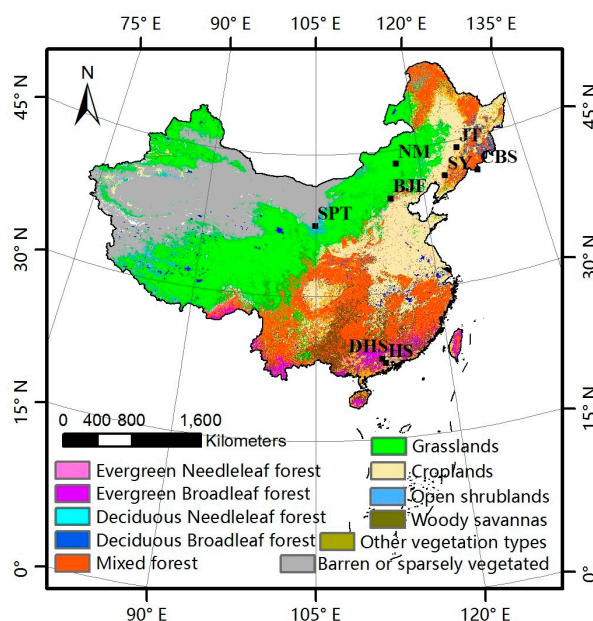 75° E 90° E 105° E 120° E 135° E
N
45° N
45° N
JT
NM
CBS
SY
BJF
SPT
30° N
30° N
DHS
HS
15° N
15° N
0 400 800 1,600
Kilometers
Grasslands
Evergreen Needleleaf forest
Croplands
Evergreen Broadleaf forest
Open shrublands
Deciduous Needleleaf forest
Woody savannas
Deciduous Broadleaf forest
Other vegetation types
Mixed forest
Barren or sparsely vegetated
0°
0°
90° E 105° E 120° E